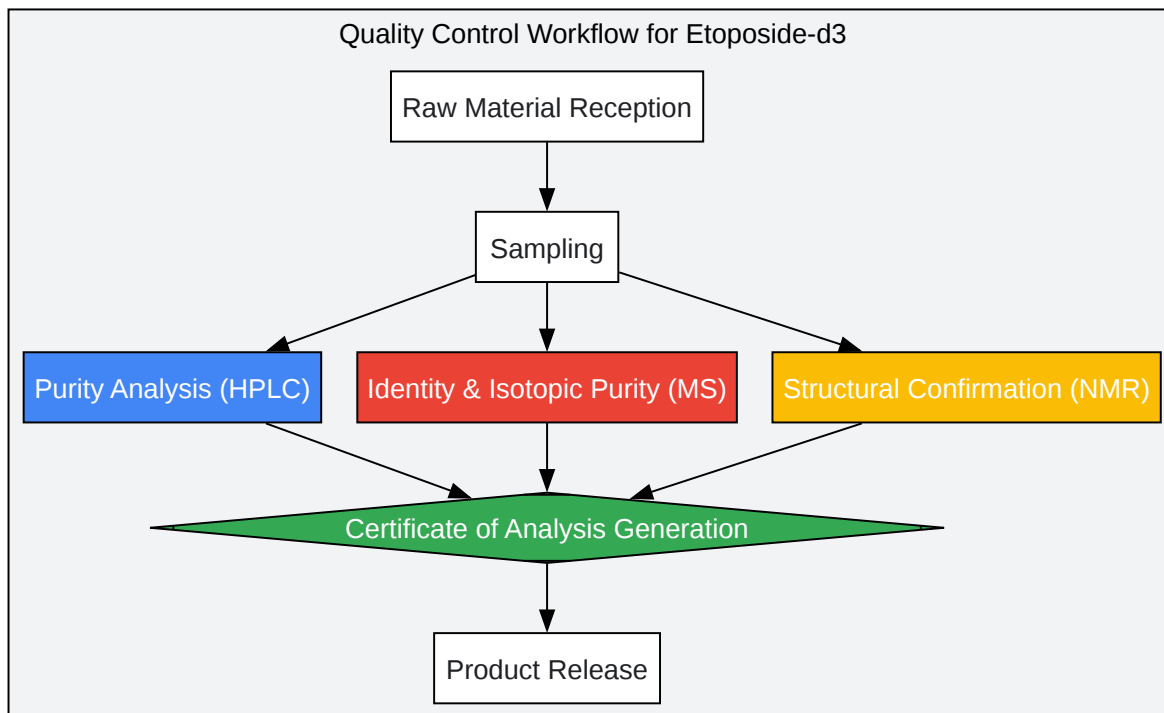 Quality Control Workflow for Etoposide-d3
Raw Material Reception
Sampling
Purity Analysis (HPLC)
Identity & Isotopic Purity (MS)
Structural Confirmation (NMR)
Certificate of Analysis Generation
Product Release